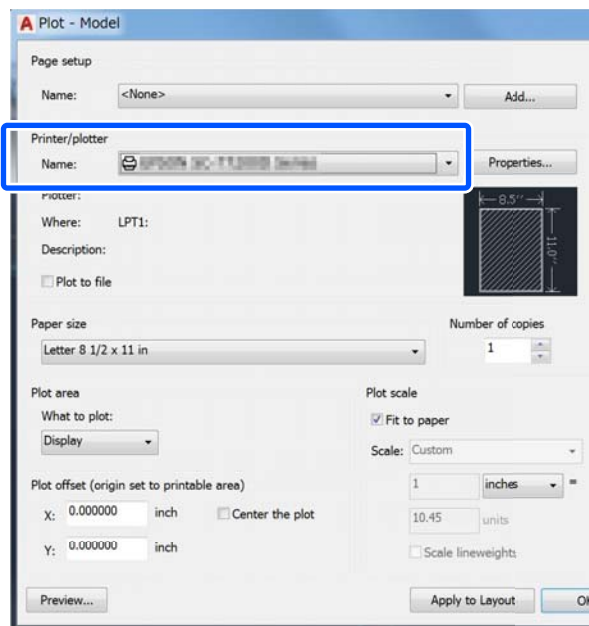 Plot - Model
Page setup
Name: <None> Add...
Printer/plotter
Name: Properties...
Plotter:
Where: LPT1:
Description:
Plot to file
8.5''
11.0''
Paper size
Number of copies
Letter 8 1/2 x 11 in
1
Plot area
Plot scale
What to plot:
Fit to paper
Display
Scale: Custom
Plot offset (origin set to printable area)
1 inches =
X: 0.000000 inch Center the plot
10.45 units
Y: 0.000000 inch
Scale lineweights
Preview... Apply to Layout